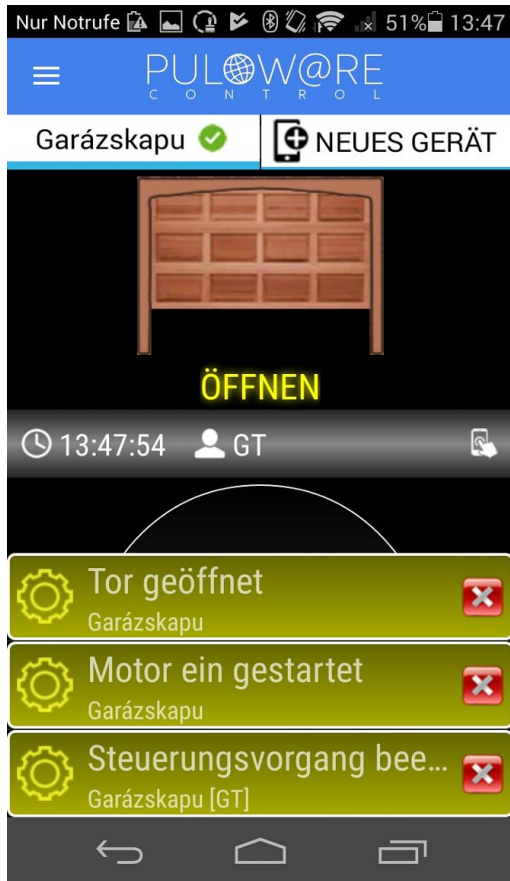 Nur Notrufe 51% 13:47
PULOW@RE
CONTROL
Garázskapu NEUES GERÄT
ÖFFNEN
13:47:54 GT
Tor geöffnet
Garázskapu
Motor ein gestartet
Garázskapu
Steuerungsvorgang bee...
Garázskapu [GT]